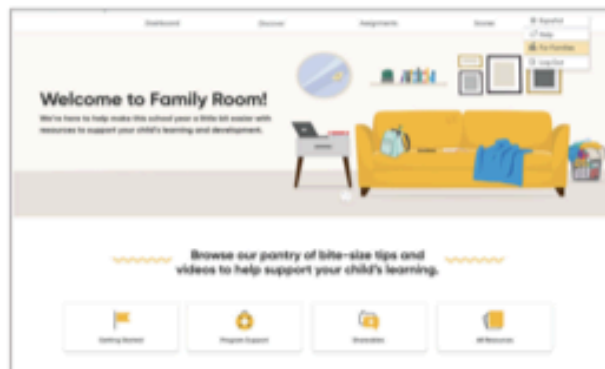 Dashboard
Discover
Assignments
Scores
Español
Help
For Families
Log Out
Welcome to Family Room!
We're here to help make this school year a little bit easier with
resources to support your child's learning and development.
Browse our pantry of bite-size tips and
videos to help support your child's learning.
Getting Started
Program Support
Shareables
All Resources